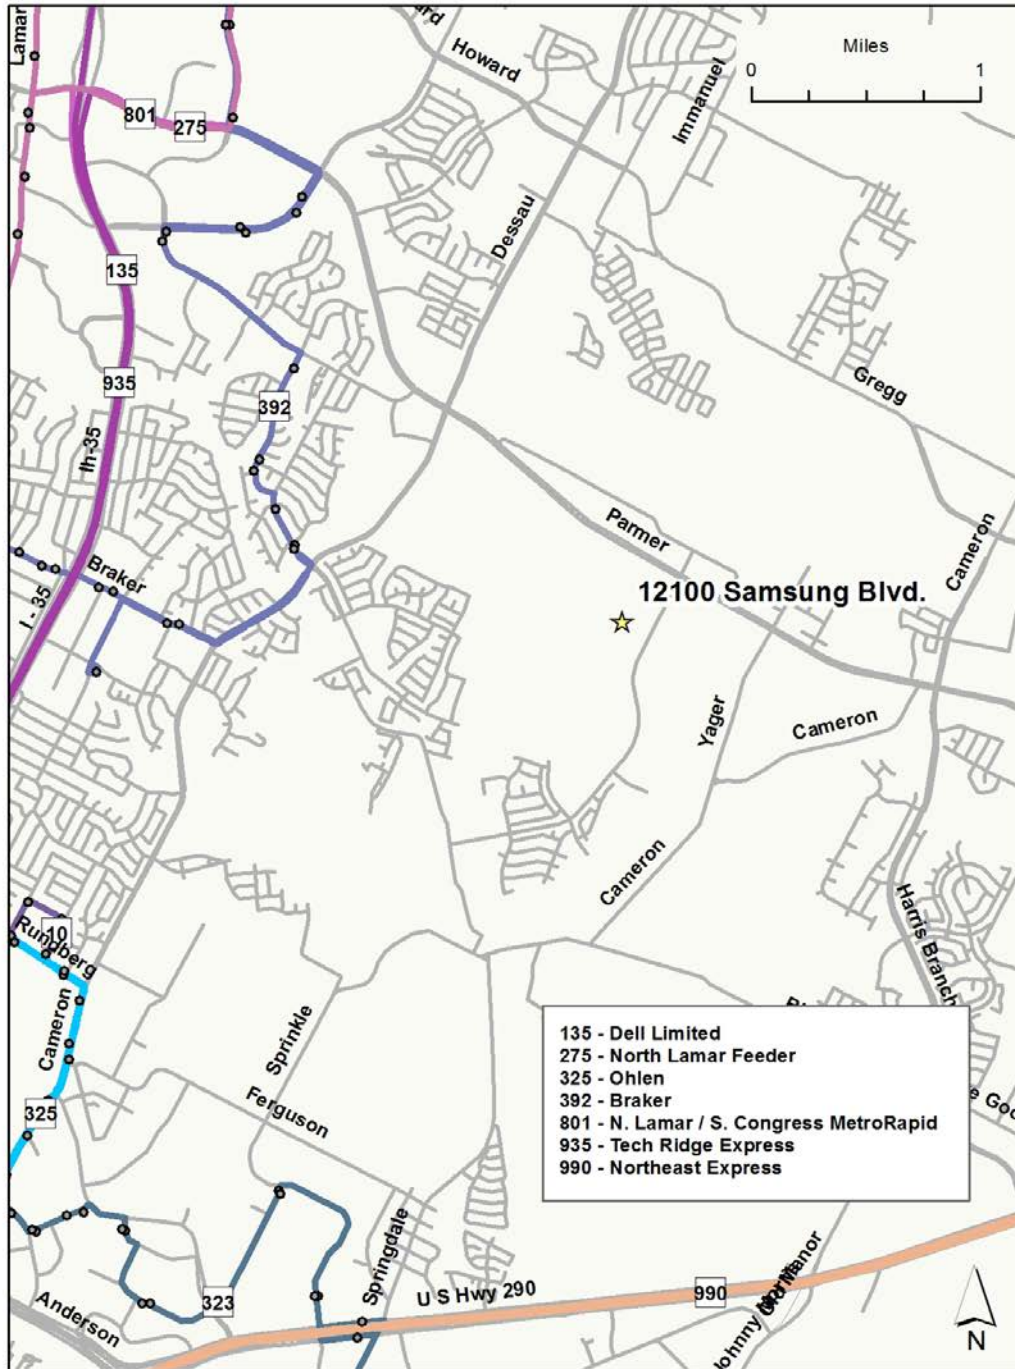 Lamar
Howard
Immanuel
Miles
0 1
801
275
Dessau
135
935
392
Gregg
Ih-35
Parmer
Cameron
Braker
I - 35
12100 Samsung Blvd.
Yager
Cameron
Cameron
Harris Branch
10
Rundberg
Cameron
Sprinkle
Ferguson
325
135 - Dell Limited
275 - North Lamar Feeder
325 - Ohlen
392 - Braker
801 - N. Lamar / S. Congress MetroRapid
935 - Tech Ridge Express
990 - Northeast Express
Springdale
U S Hwy 290
990
323
Anderson
Manor
N